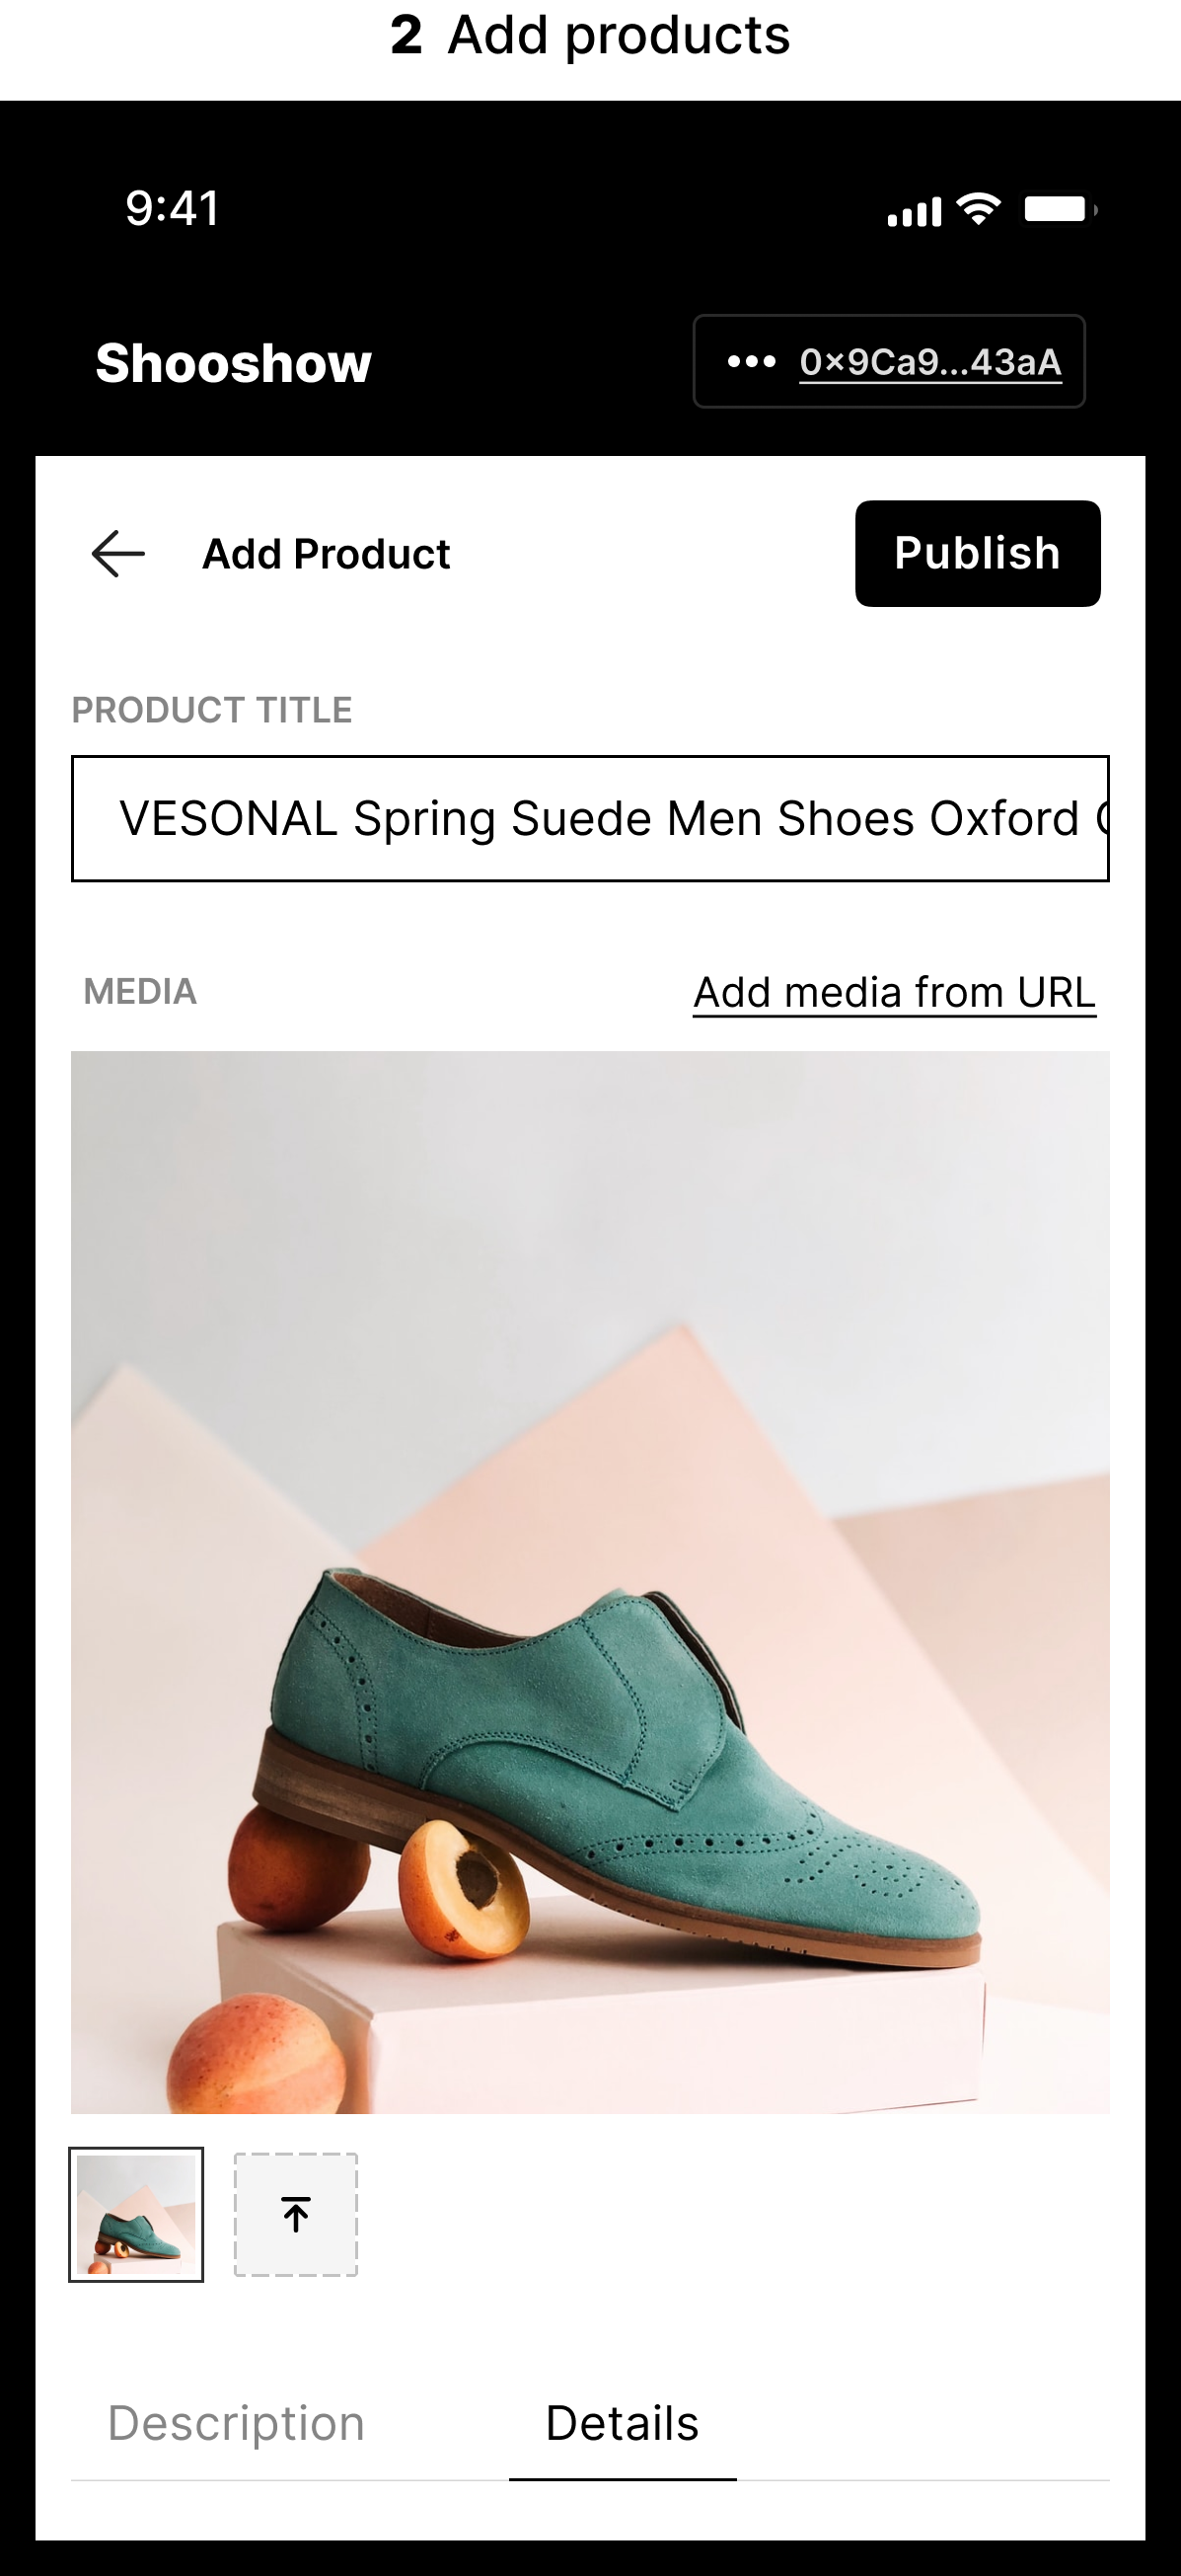 2 Add products
9:41
Shooshow
••• 0×9Ca9...43aA
Add Product
Publish
PRODUCT TITLE
VESONAL Spring Suede Men Shoes Oxford
MEDIA
Add media from URL
Description
Details